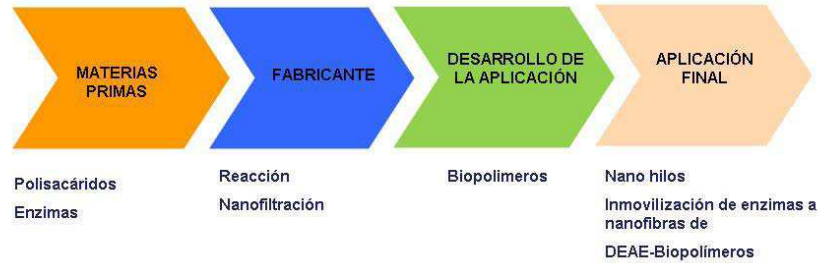 MATERIAS
PRIMAS
FABRICANTE
DESARROLLO DE
LA APLICACIÓN
APLICACIÓN
FINAL
Polisacáridos
Enzimas
Reacción
Nanofiltración
Biopolimeros
Nano hilos
Inmovilización de enzimas a
nanofibras de
DEAE-Biopolímeros